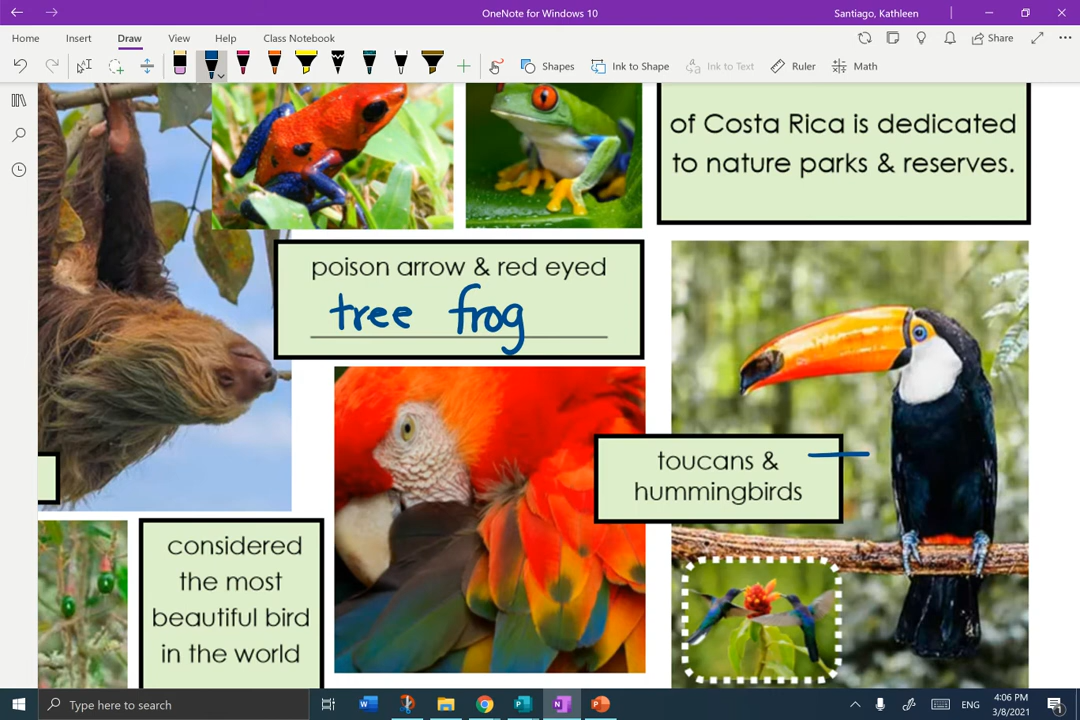 OneNote for Windows 10
Santiago, Kathleen
Home Insert Draw View Help Class Notebook
Share
Shapes Ink to Shape Ink to Text Ruler Math
of Costa Rica is dedicated
to nature parks & reserves.
poison arrow & red eyed
tree frog
toucans &
hummingbirds
considered
the most
beautiful bird
in the world
Type here to search
ENG
4:06 PM
3/8/2021